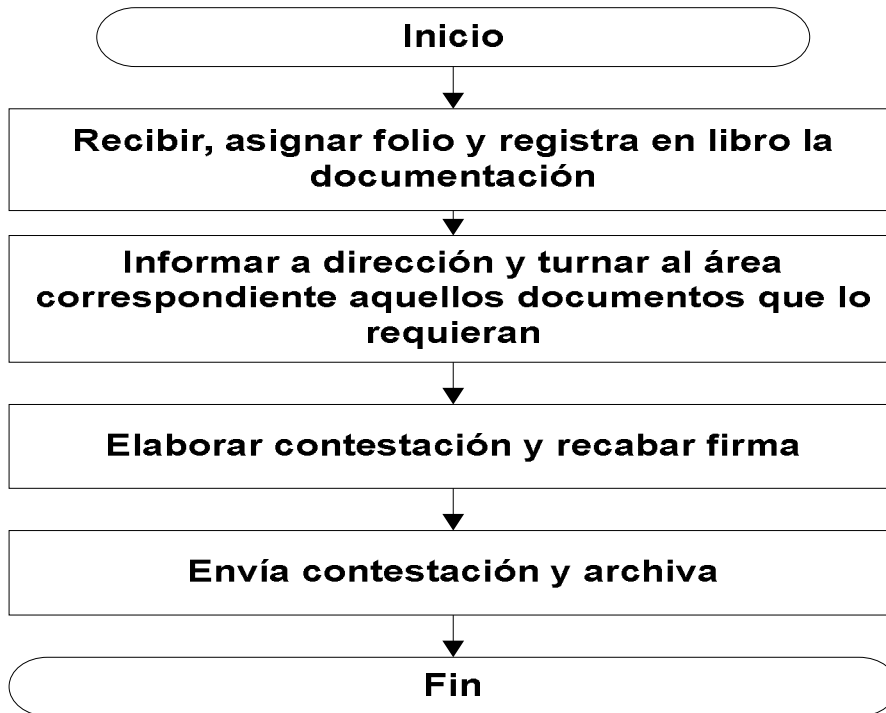 Inicio
Recibir, asignar folio y registra en libro la
documentación
Informar a dirección y turnar al área
correspondiente aquellos documentos que lo
requieran
Elaborar contestación y recabar firma
Envía contestación y archiva
Fin